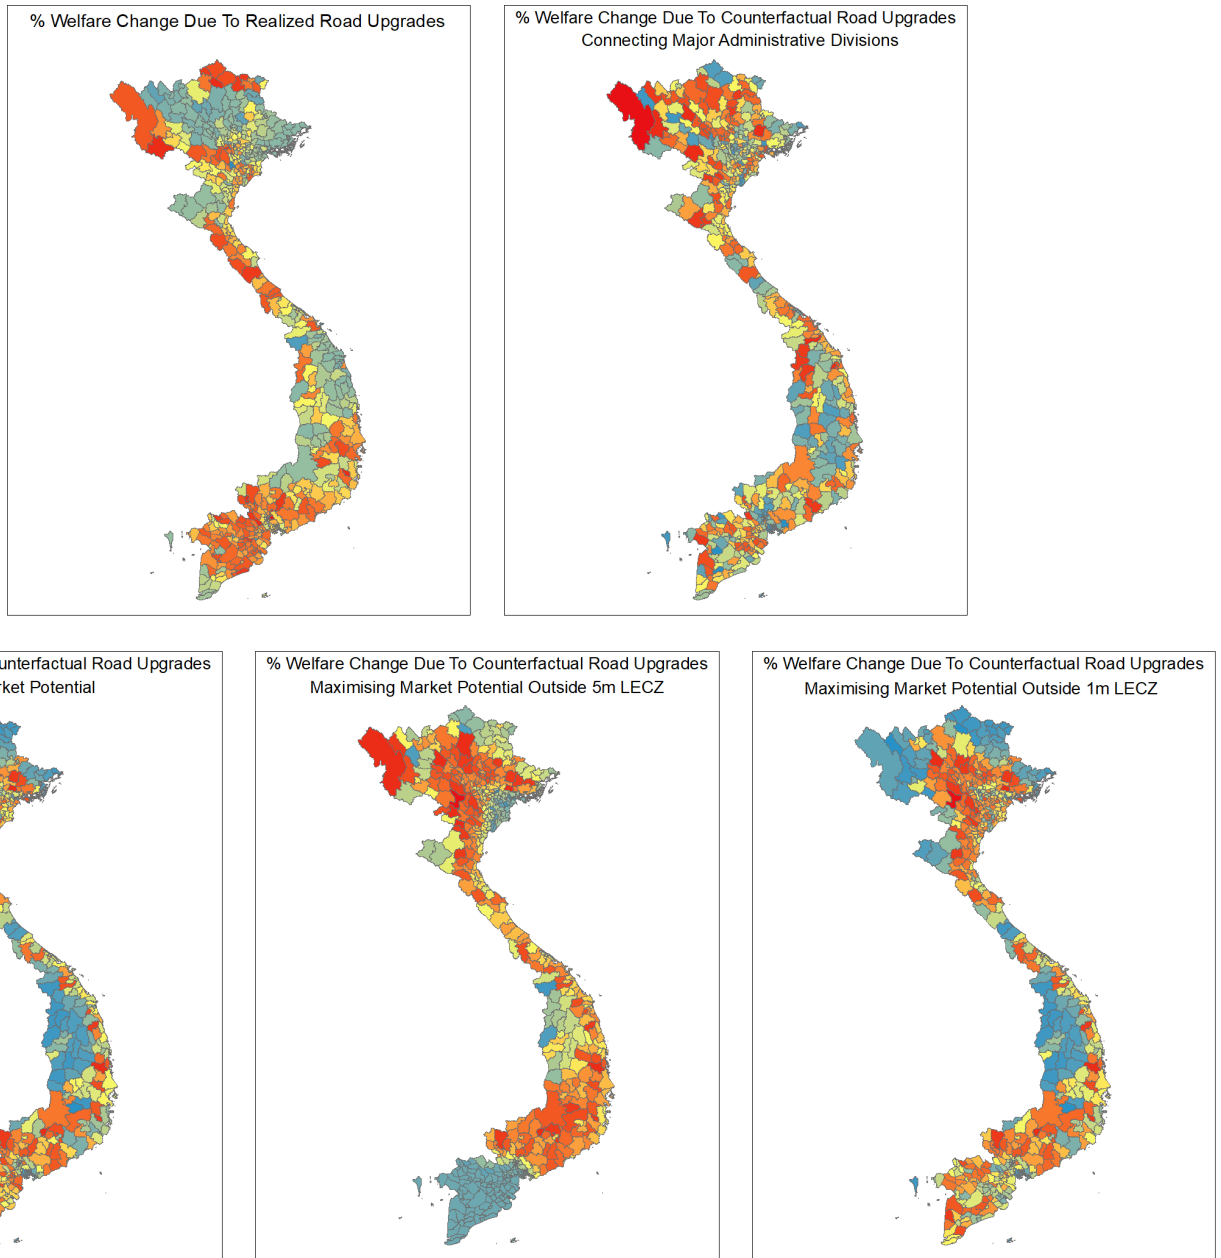 % Welfare Change Due To Realized Road Upgrades
% Welfare Change Due To Counterfactual Road Upgrades
Connecting Major Administrative Divisions
unterfactual Road Upgrades
rket Potential
% Welfare Change Due To Counterfactual Road Upgrades
Maximising Market Potential Outside 5m LECZ
% Welfare Change Due To Counterfactual Road Upgrades
Maximising Market Potential Outside 1m LECZ